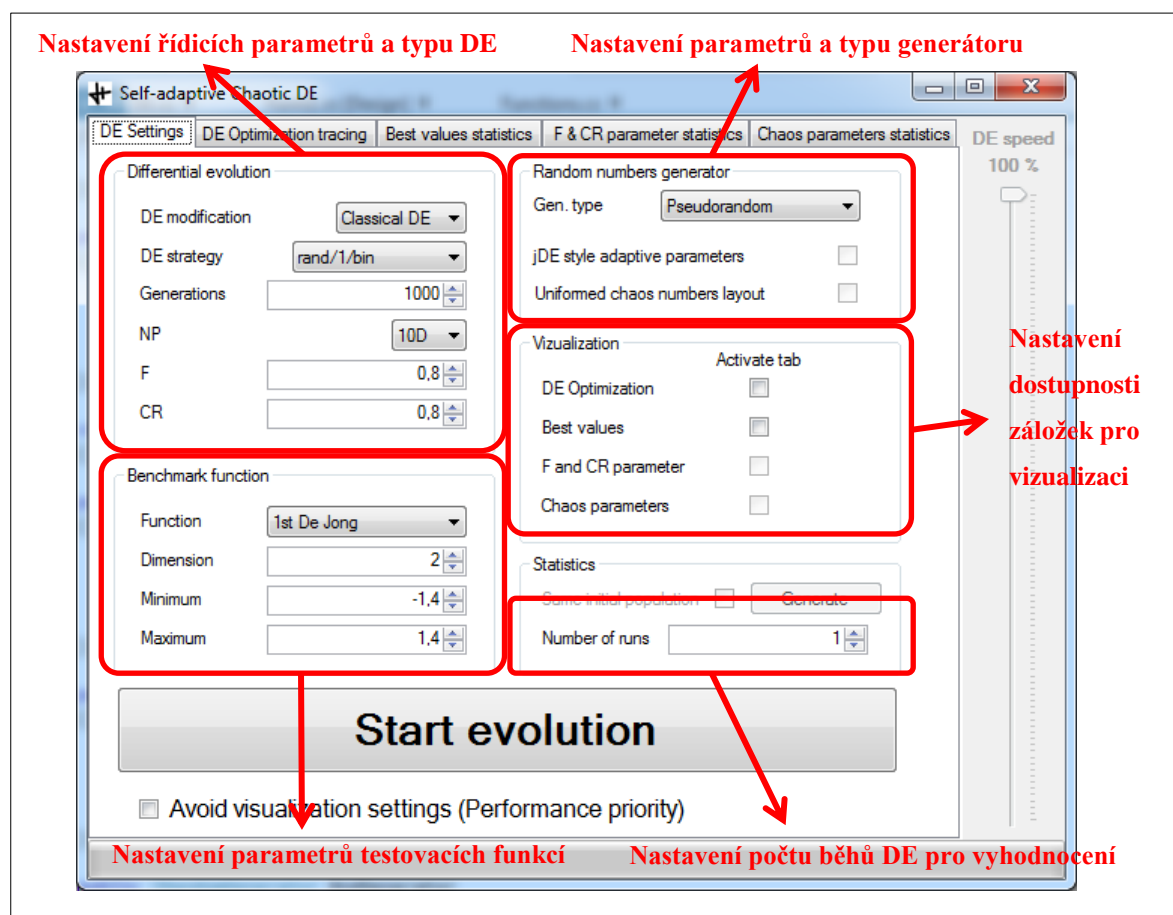 Nastavení řídicích parametrů a typu DE
Nastavení parametrů a typu generátoru
Self-adaptive Chaotic DE
DE Settings
DE Optimization tracing
Best values statistics
F & CR parameter statistics
Chaos parameters statistics
DE speed
100 %
Differential evolution
DE modification
Classical DE
DE strategy
rand/1/bin
Generations
1000
NP
10D
F
0,8
CR
0,8
Random numbers generator
Gen. type
Pseudorandom
jDE style adaptive parameters
Uniformed chaos numbers layout
Vizualization
Activate tab
DE Optimization
Best values
F and CR parameter
Chaos parameters
Nastavení
dostupnosti
záložek pro
vizualizaci
Benchmark function
Function
1st De Jong
Dimension
2
Minimum
-1,4
Maximum
1,4
Statistics
Same initial population
Generate
Number of runs
1
Start evolution
Avoid visualization settings (Performance priority)
Nastavení parametrů testovacích funkcí
Nastavení počtu běhů DE pro vyhodnocení